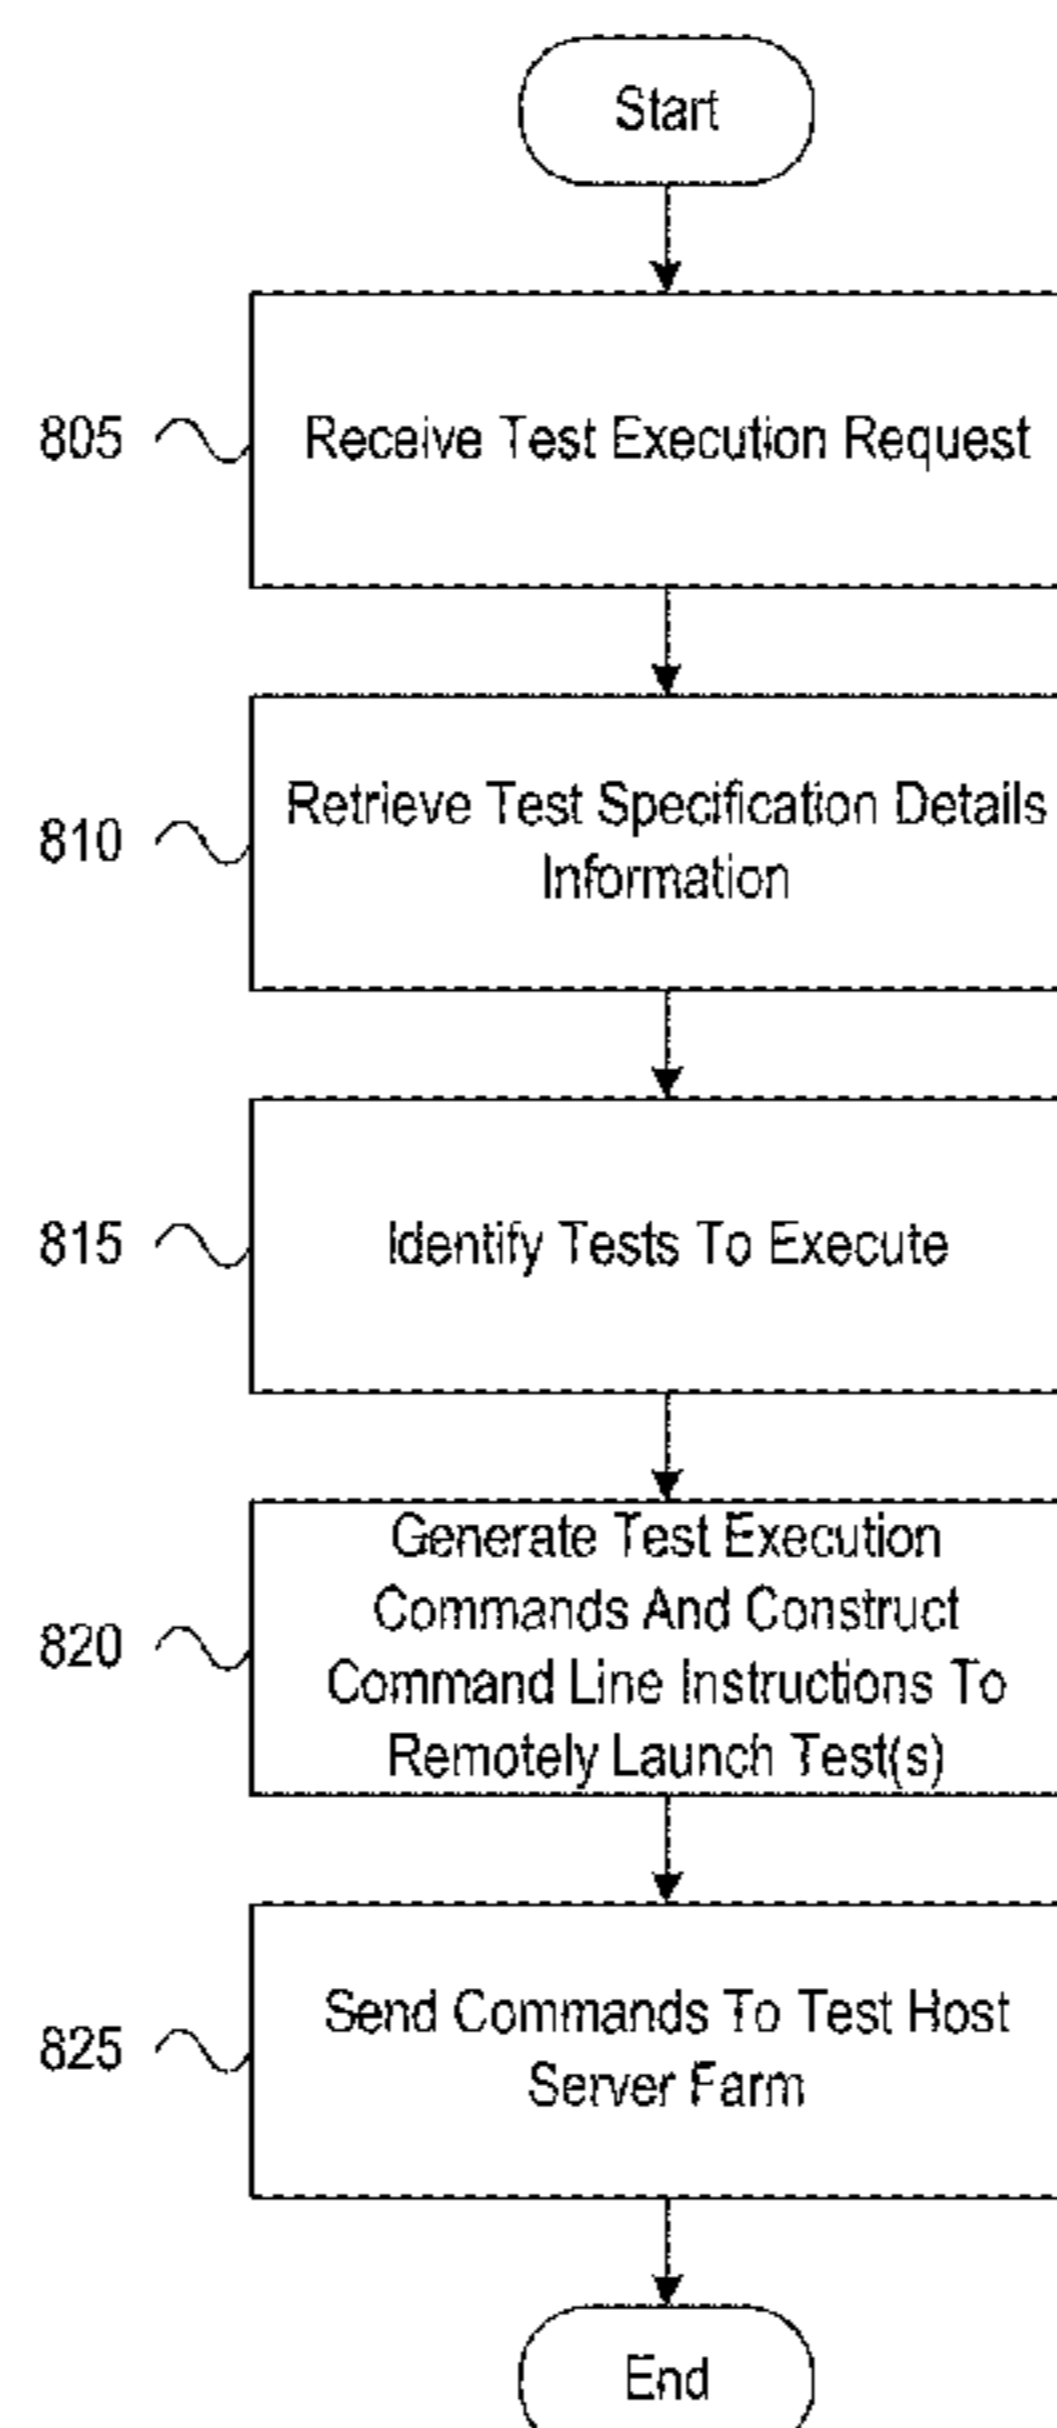 Start
805
Receive Test Execution Request
810
Retrieve Test Specification Details
Information
815
Identify Tests To Execute
820
Generate Test Execution
Commands And Construct
Command Line Instructions To
Remotely Launch Test(s)
825
Send Commands To Test Host
Server Farm
End